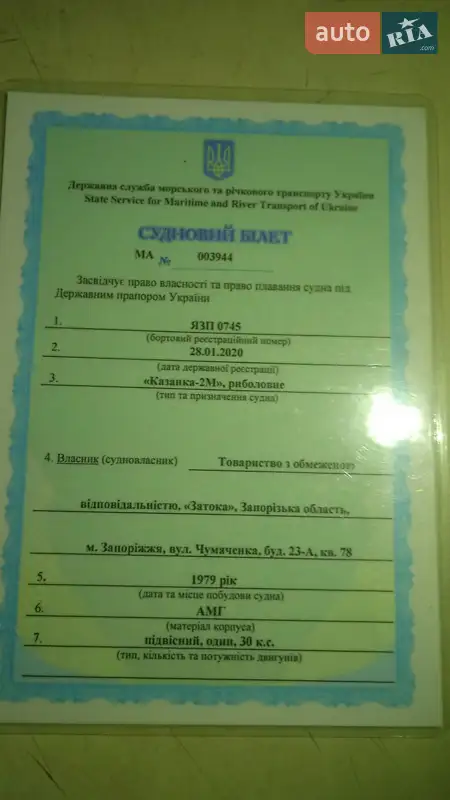 auto RIA .com
Державна служба морського та річкового транспорту України
State Service for Maritime and River Transport of Ukraine
СУДНОВИЙ БІЛЕТ
МА № 003944
Засвідчує право власності та право плавання судна під
Державним прапором України
1. ЯЗП 0745
(бортовий реєстраційний номер)
2. 28.01.2020
(дата державної реєстрації)
3. «Казанка-2М», риболовне
(тип та призначення судна)
4. Власник (судновласник) Товариство з обмеженою
відповідальністю, «Затока», Запорізька область,
м. Запоріжжя, вул. Чумаченка, буд. 23-А, кв. 78
5. 1979 рік
(дата та місце побудови судна)
6. АМГ
(матеріал корпуса)
7. підвісний, один, 30 к.с.
(тип, кількість та потужність двигунів)